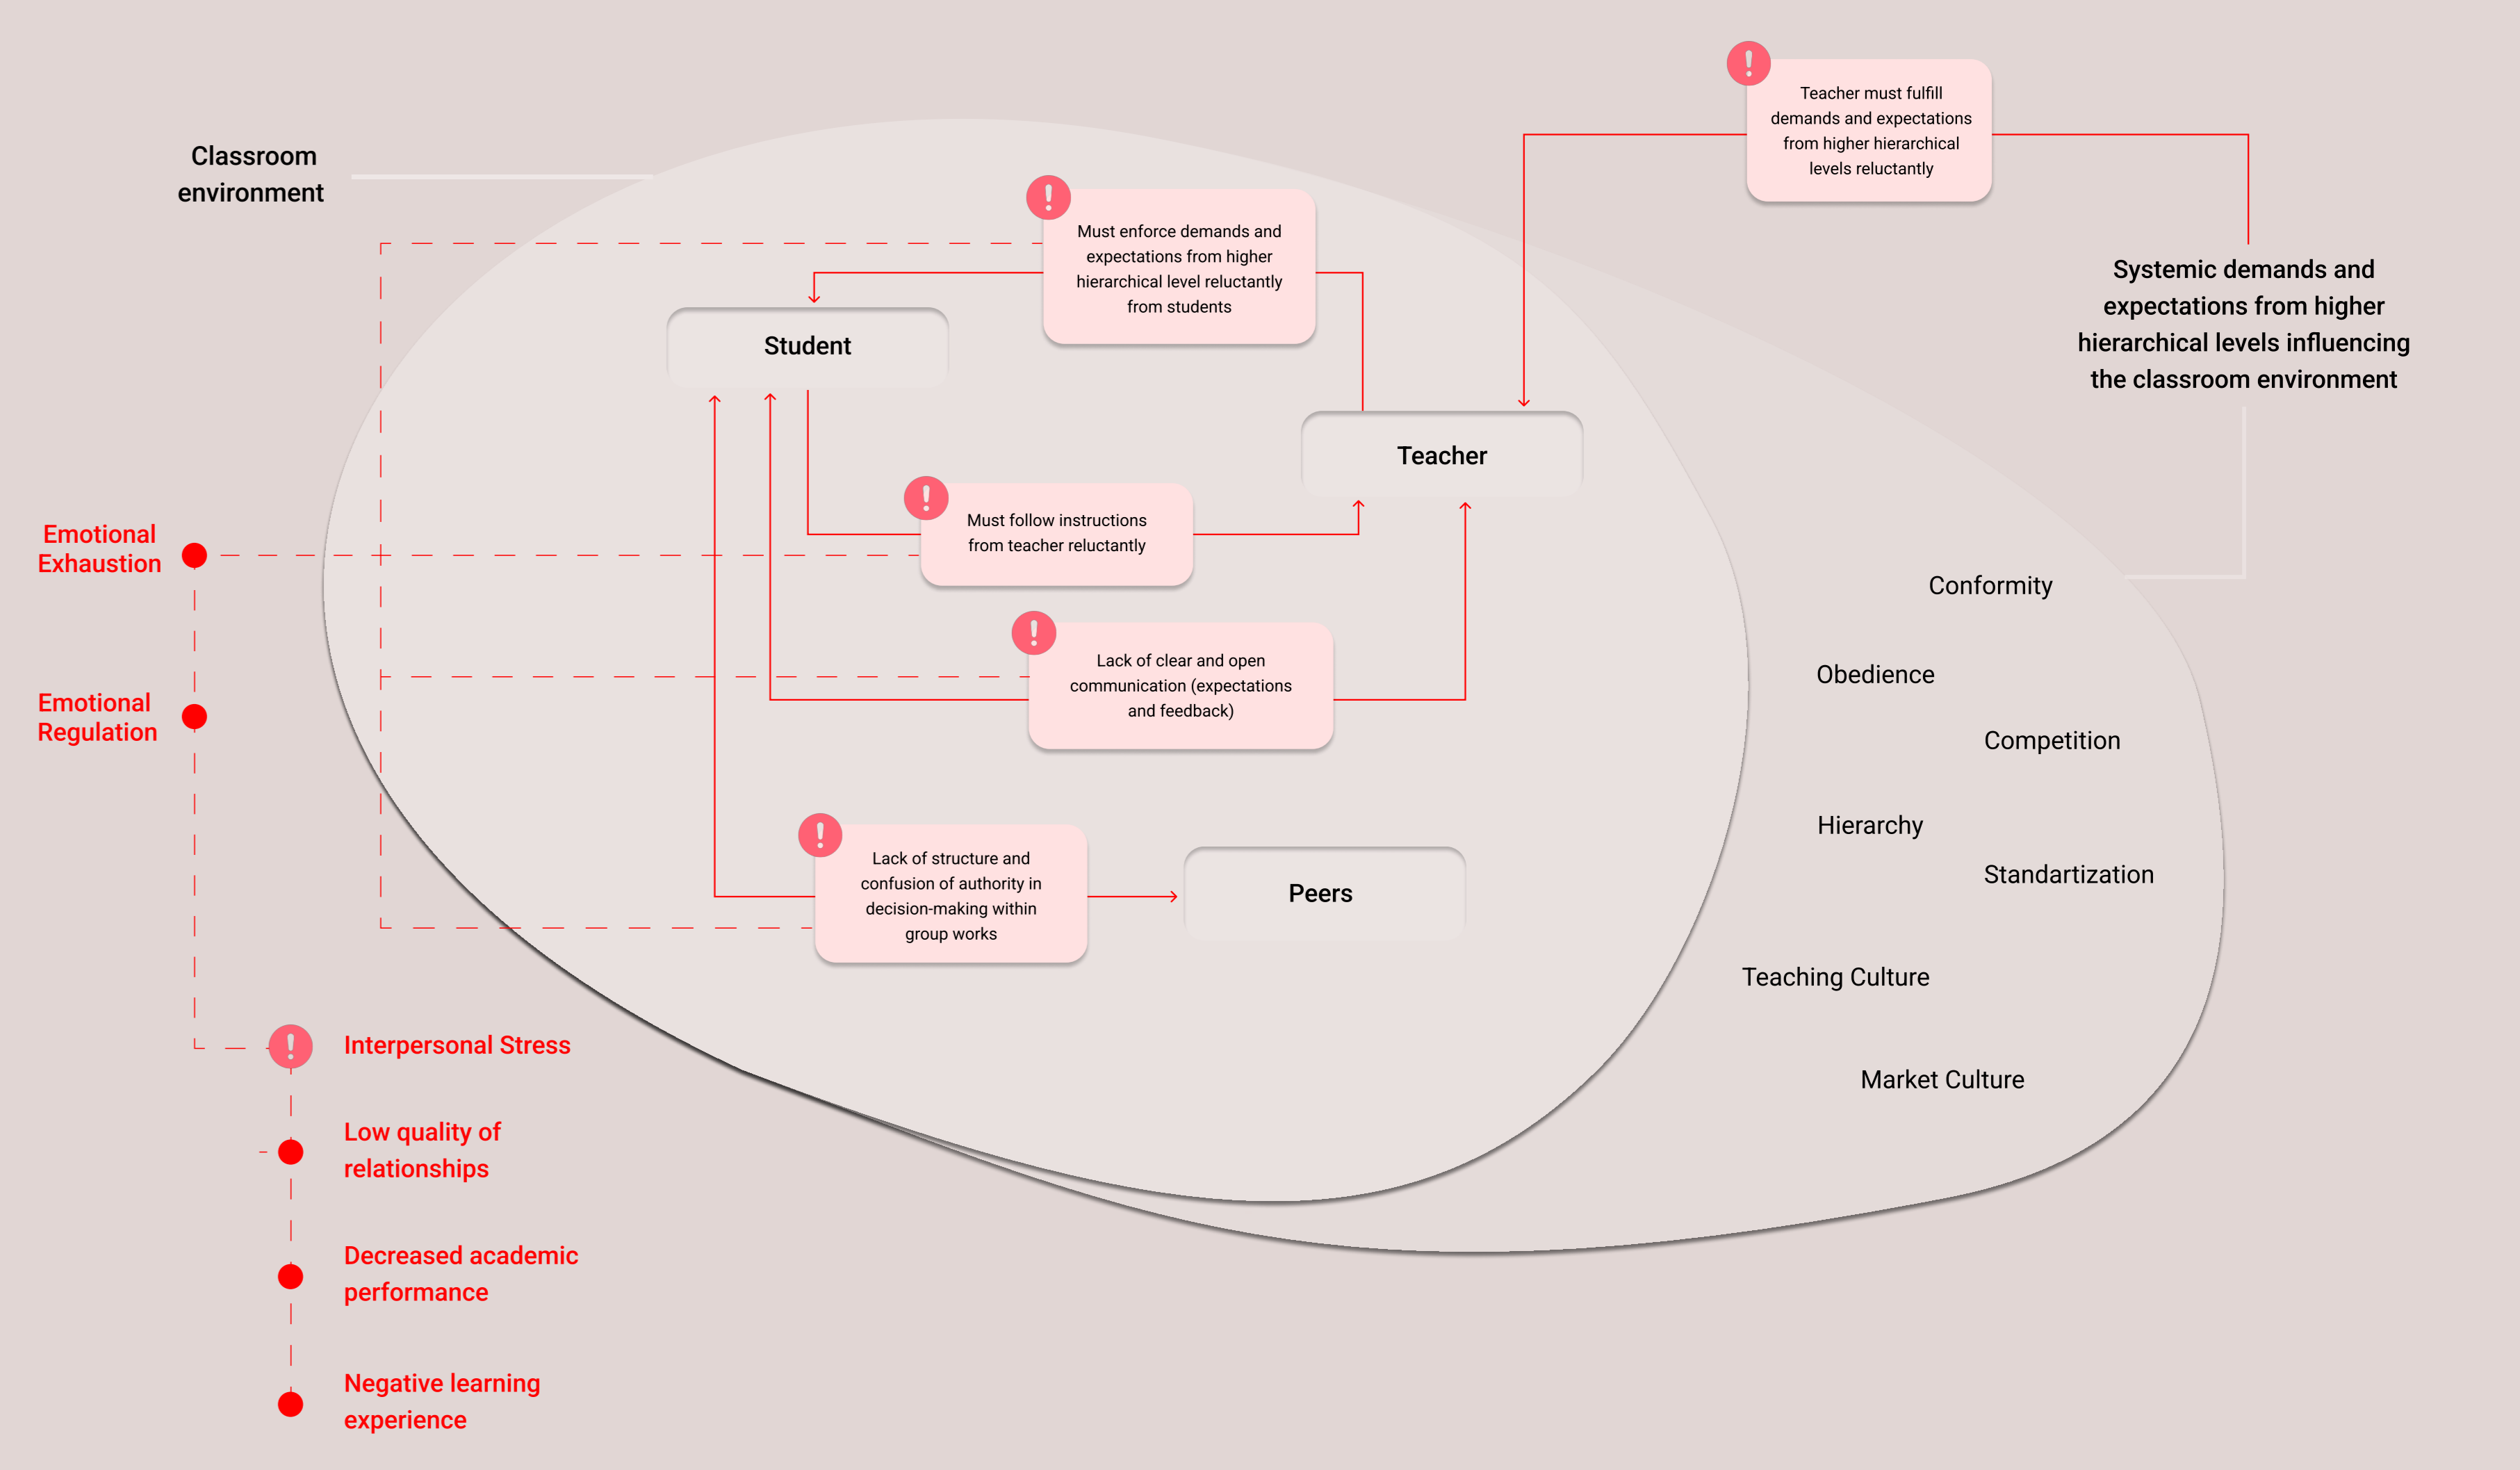 Teacher must fulfill
demands and expectations
from higher hierarchical
levels reluctantly
Classroom
environment
Must enforce demands and
expectations from higher
hierarchical level reluctantly
from students
Systemic demands and
expectations from higher
hierarchical levels influencing
the classroom environment
Student
Teacher
Must follow instructions
from teacher reluctantly
Emotional
Exhaustion
Conformity
Lack of clear and open
communication (expectations
and feedback)
Obedience
Emotional
Regulation
Competition
Hierarchy
Lack of structure and
confusion of authority in
decision-making within
group works
Peers
Standartization
Teaching Culture
Interpersonal Stress
Market Culture
Low quality of
relationships
Decreased academic
performance
Negative learning
experience